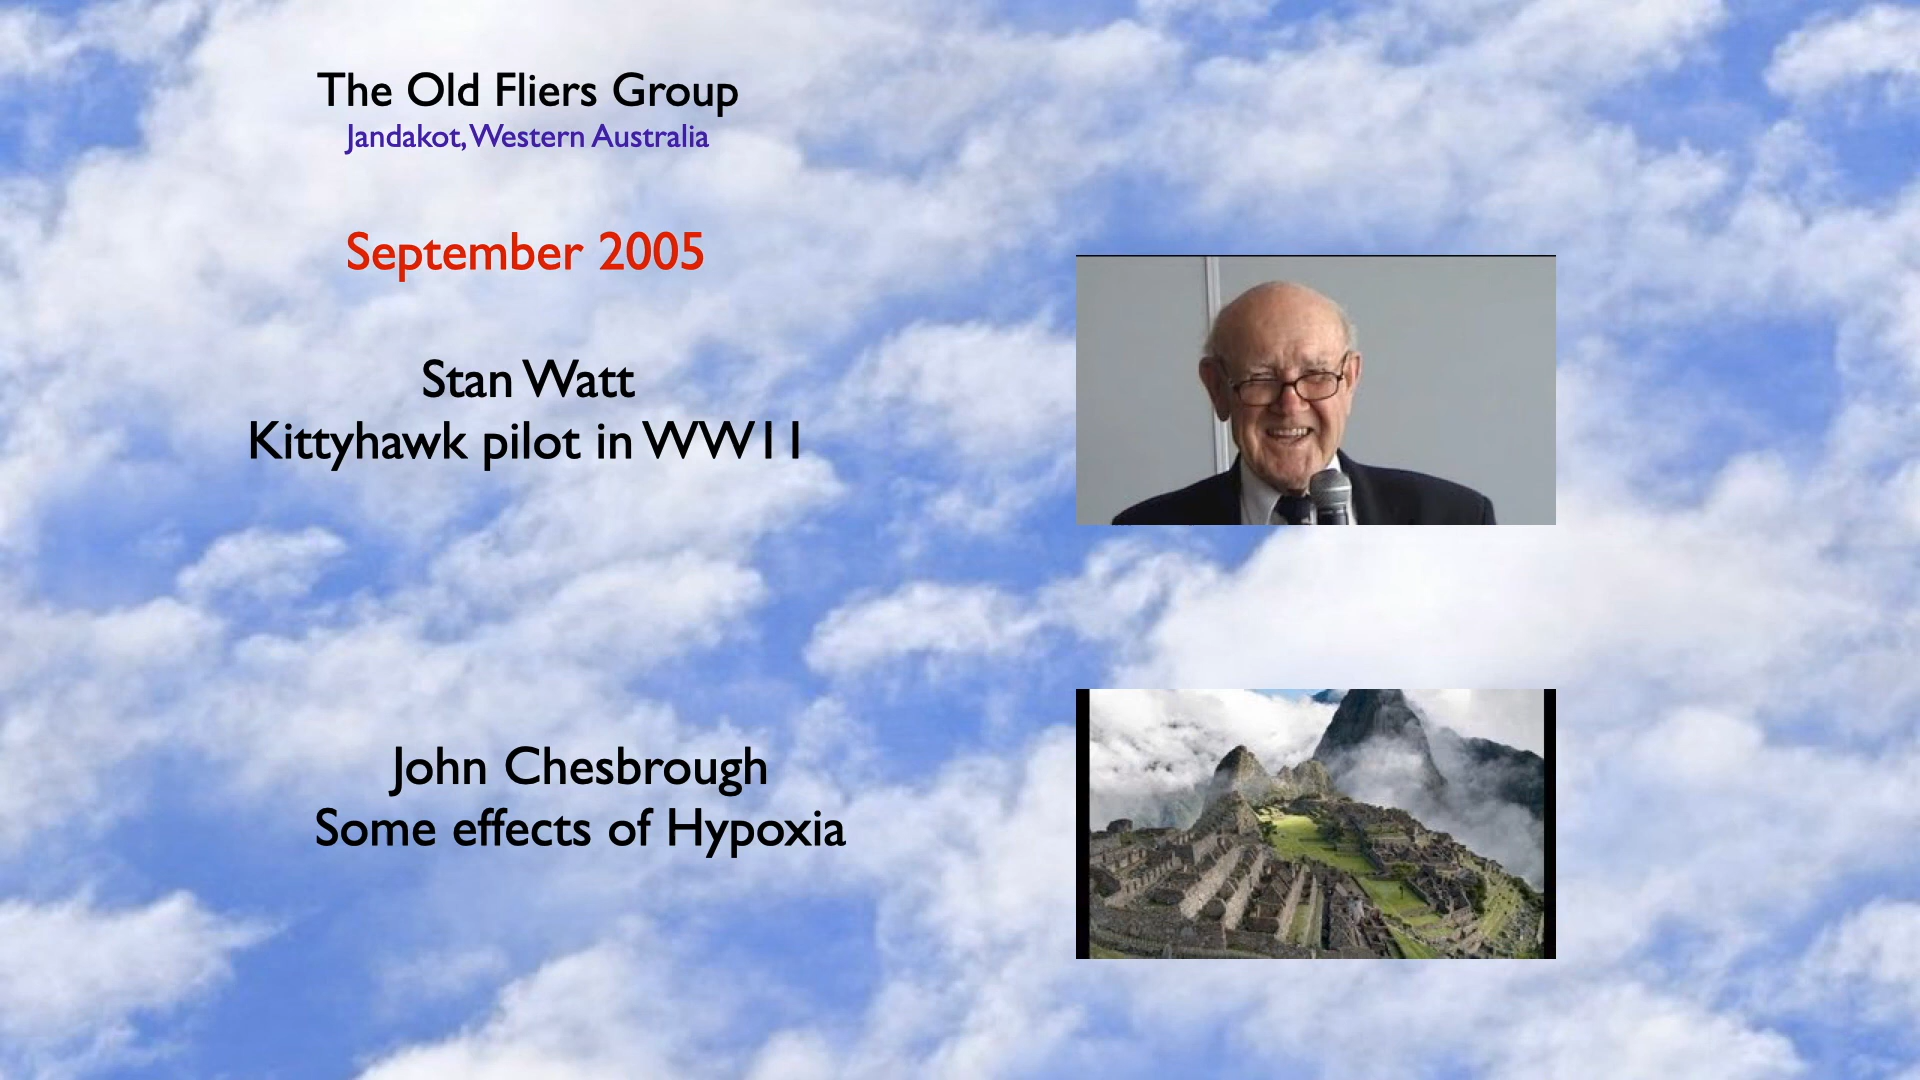 The Old Fliers Group
Jandakot, Western Australia
September 2005
Stan Watt
Kittyhawk pilot in WW11
John Chesbrough
Some effects of Hypoxia